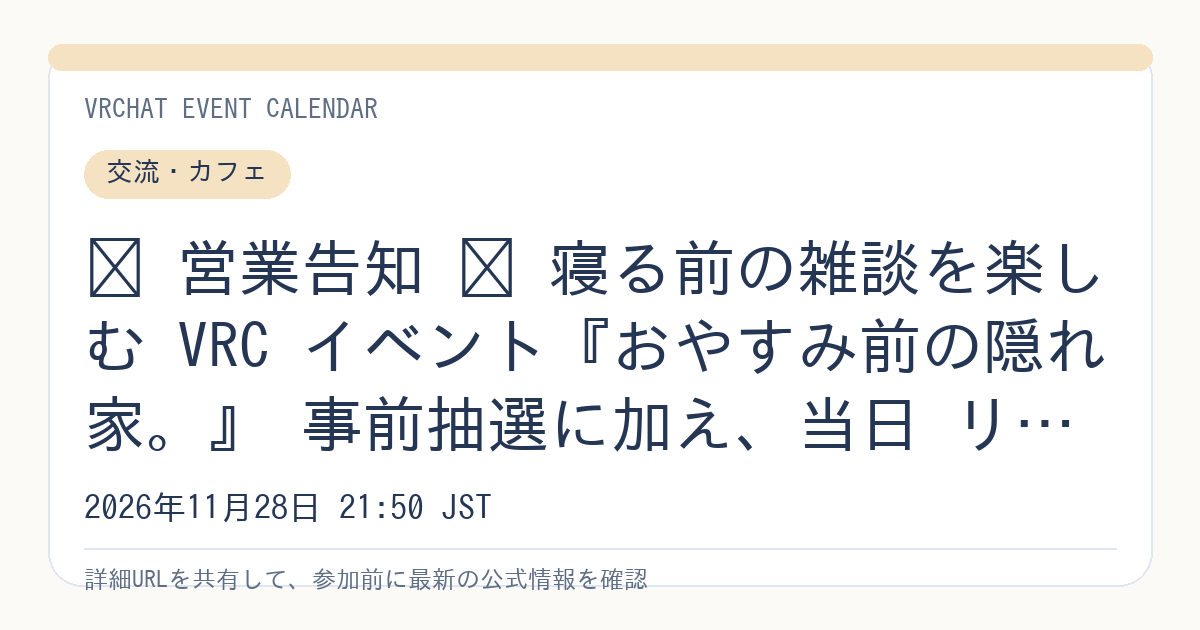 VRCHAT EVENT CALENDAR
交流・カフェ
営業告知 寝る前の雑談を楽し
む VRC イベント『おやすみ前の隠れ
家。』 事前抽選に加え、当日 リ…
2026年11月28日 21:50 JST
詳細URLを共有して、参加前に最新の公式情報を確認